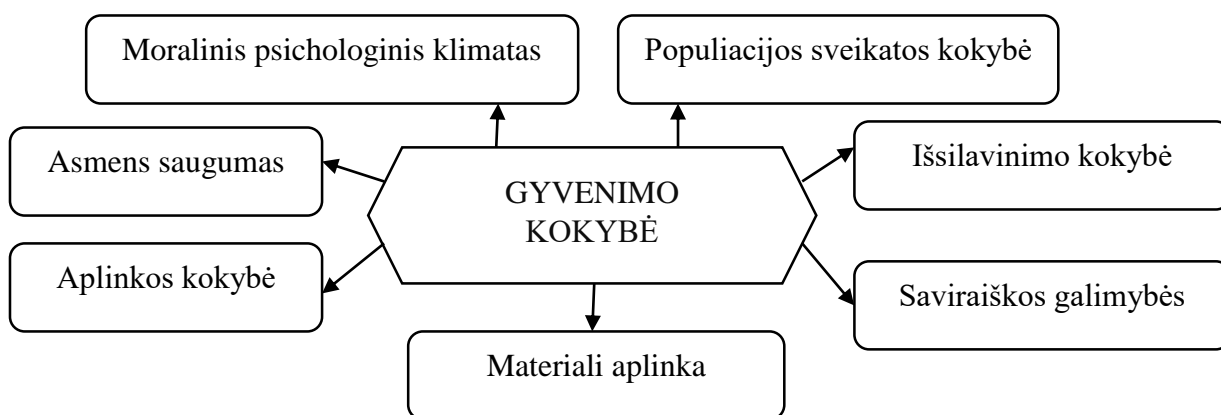 Moralinis psichologinis klimatas
Populiacijos sveikatos kokybė
Asmens saugumas
Išsilavinimo kokybė
GYVENIMO
KOKYBĖ
Aplinkos kokybė
Saviraiškos galimybės
Materiali aplinka